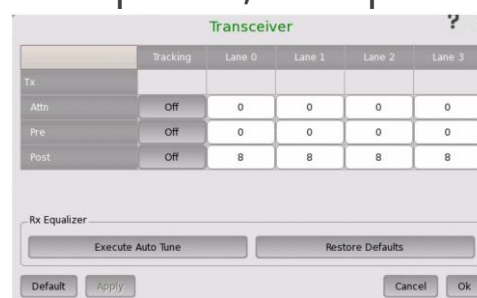 Transceiver ?
Tracking Lane 0 Lane 1 Lane 2 Lane 3
Tx
Attn Off 0 0 0 0
Pre Off 0 0 0 0
Post Off 8 8 8 8
Rx Equalizer
Execute Auto Tune Restore Defaults
Default Apply Cancel Ok